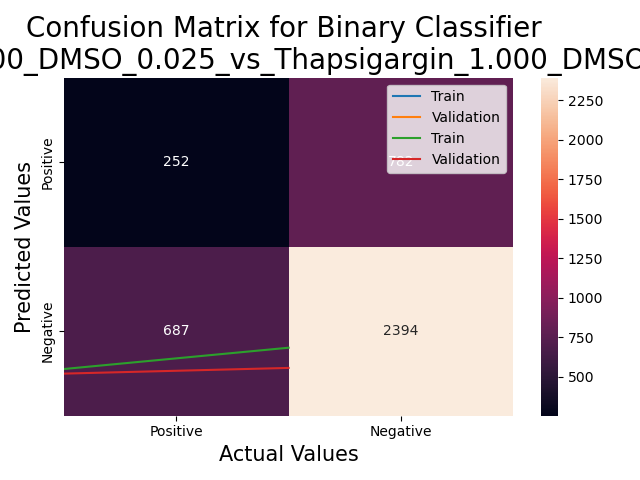 Confusion Matrix for Binary Classifier
00_DMSO_0.025_vs_Thapsigargin_1.000_DMSO
Train
Validation
Train
Validation
252
687
2394
Positive
Negative
Predicted Values
Positive
Negative
Actual Values
2250
2000
1750
1500
1250
1000
750
500